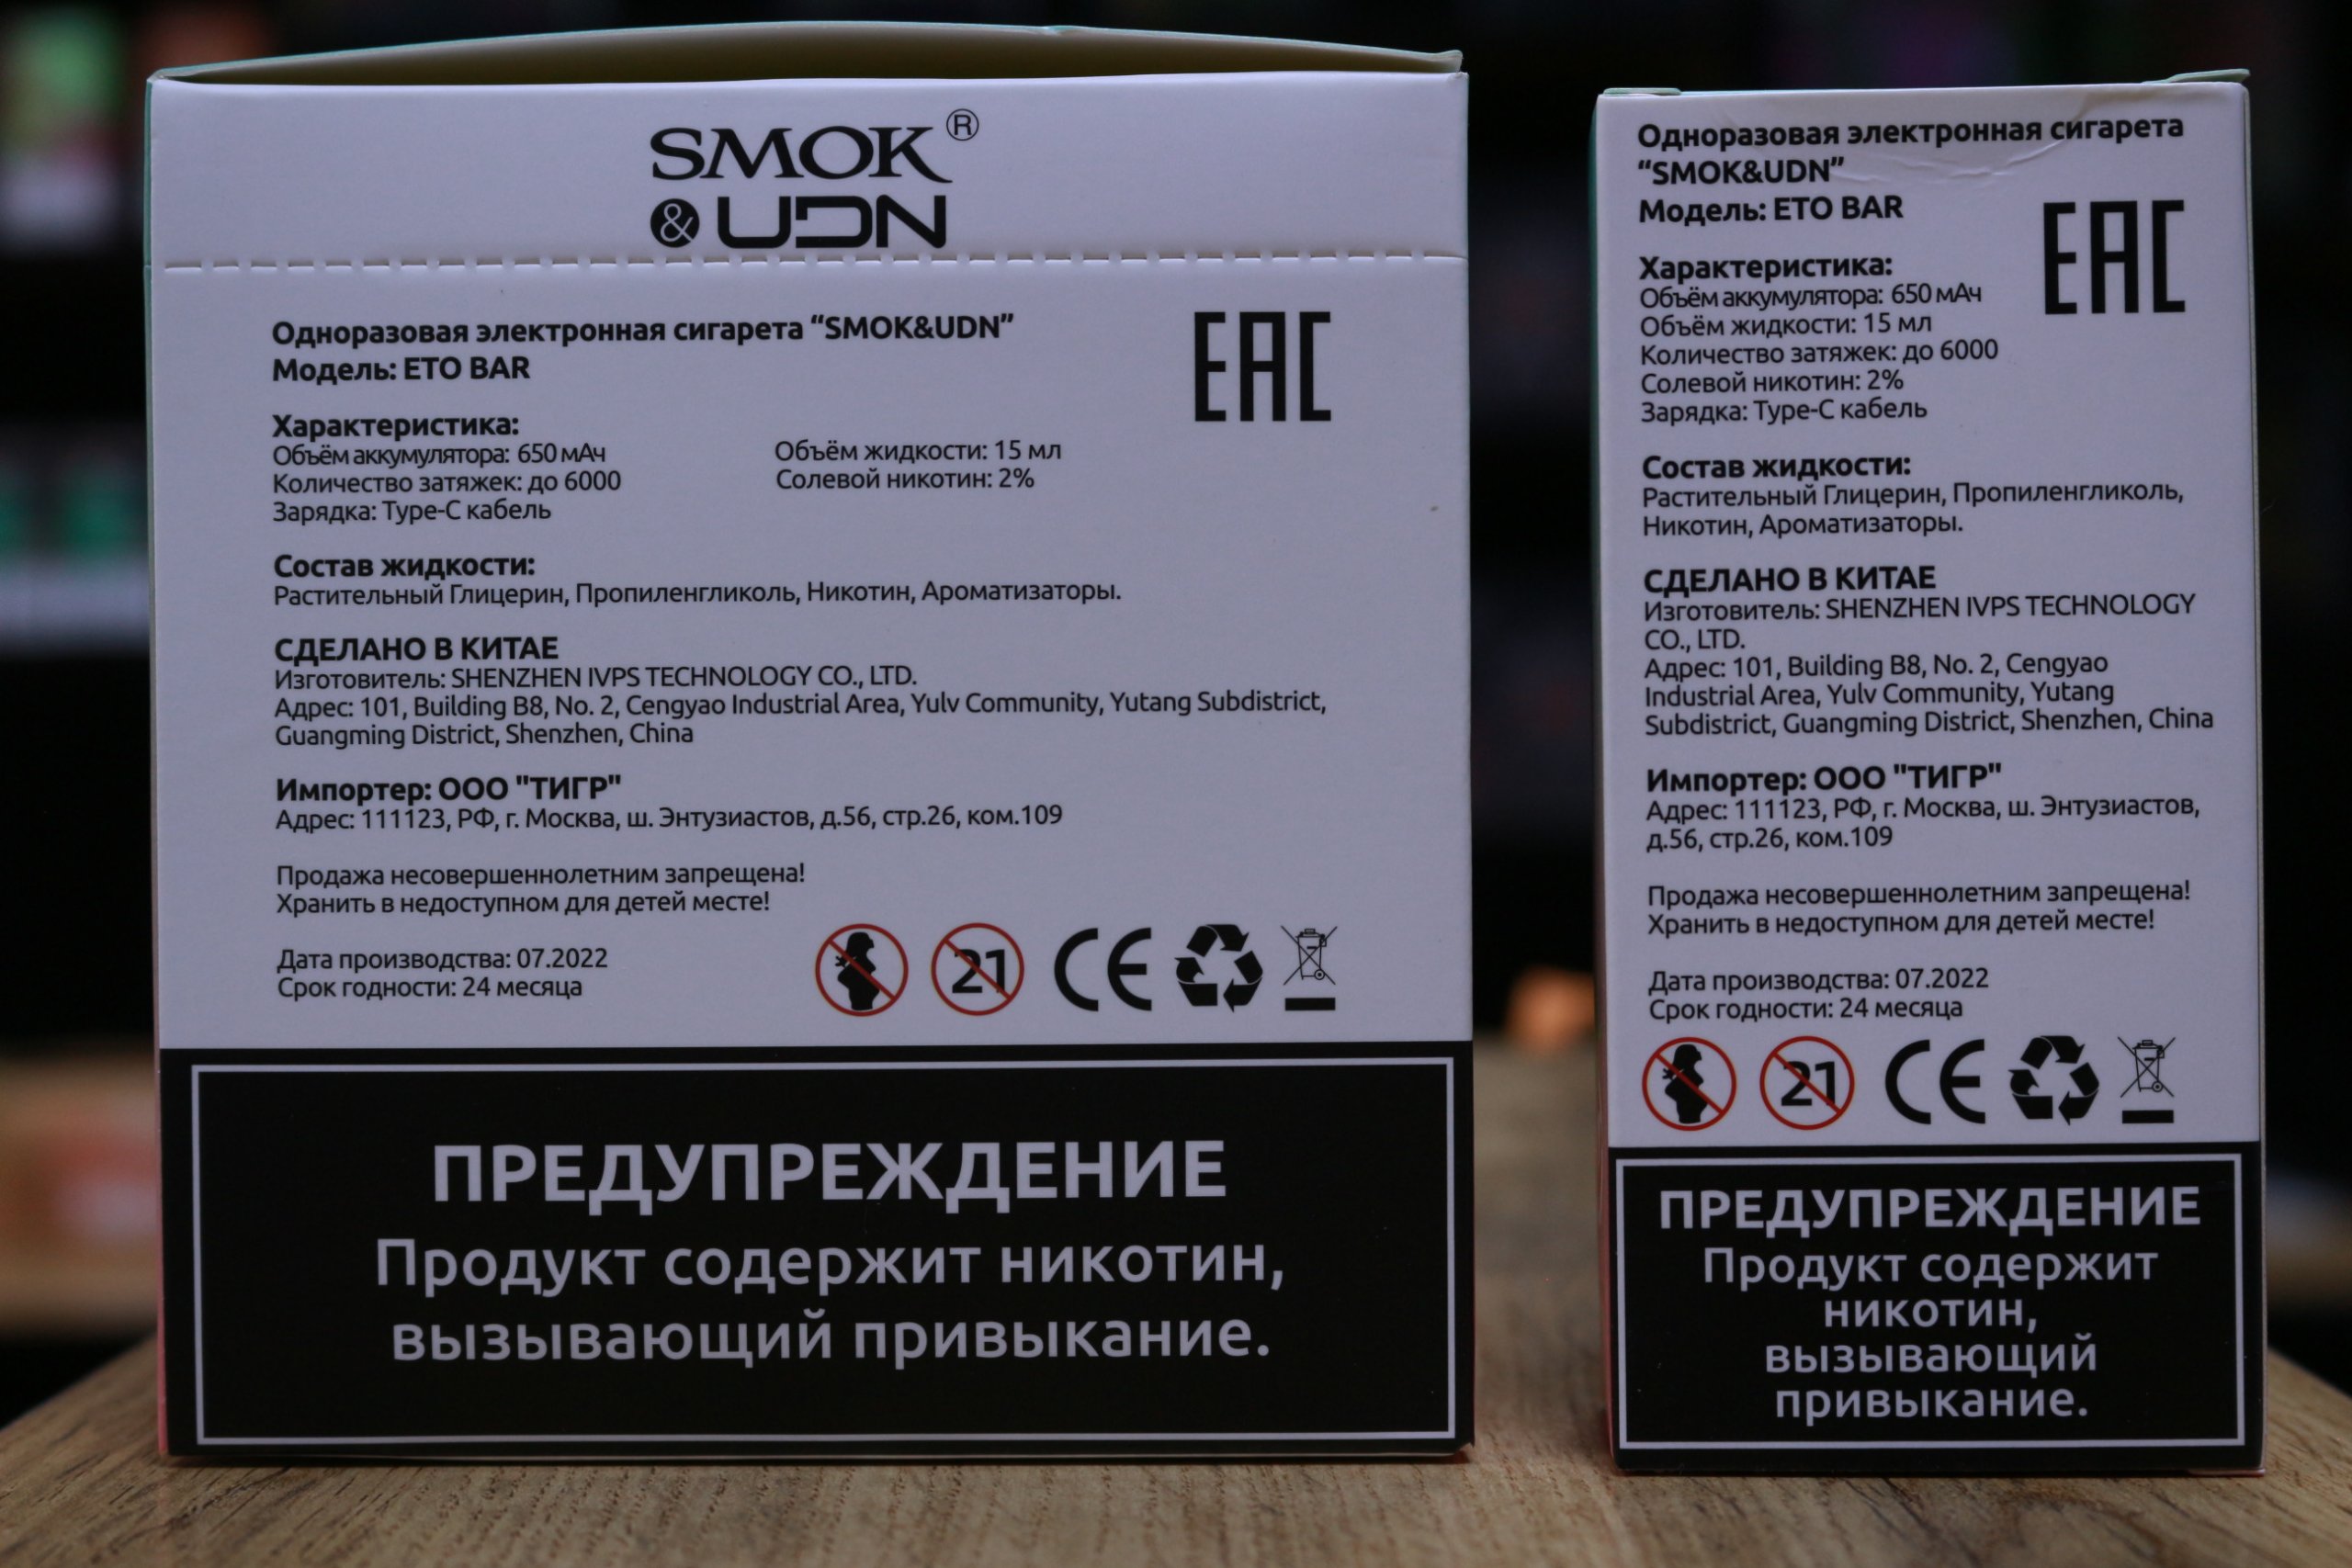 SMOK®
& UDN
Одноразовая электронная сигарета “SMOK&UDN”
Модель: ETO BAR
EAC
Характеристика:
Объём аккумулятора: 650 мАч
Объём жидкости: 15 мл
Количество затяжек: до 6000
Солевой никотин: 2%
Зарядка: Type-C кабель
Состав жидкости:
Растительный Глицерин, Пропиленгликоль, Никотин, Ароматизаторы.
СДЕЛАНО В КИТАЕ
Изготовитель: SHENZHEN IVPS TECHNOLOGY CO., LTD.
Адрес: 101, Building B8, No. 2, Cengyao Industrial Area, Yulv Community, Yutang Subdistrict,
Guangming District, Shenzhen, China
Импортер: ООО "ТИГР"
Адрес: 111123, РФ, г. Москва, ш. Энтузиастов, д.56, стр.26, ком.109
Продажа несовершеннолетним запрещена!
Хранить в недоступном для детей месте!
Дата производства: 07.2022
Срок годности: 24 месяца
21 CE
ПРЕДУПРЕЖДЕНИЕ
Продукт содержит никотин,
вызывающий привыкание.
Одноразовая электронная сигарета
“SMOK&UDN”
Модель: ETO BAR
EAC
Характеристика:
Объём аккумулятора: 650 мАч
Объём жидкости: 15 мл
Количество затяжек: до 6000
Солевой никотин: 2%
Зарядка: Type-C кабель
Состав жидкости:
Растительный Глицерин, Пропиленгликоль,
Никотин, Ароматизаторы.
СДЕЛАНО В КИТАЕ
Изготовитель: SHENZHEN IVPS TECHNOLOGY
CO., LTD.
Адрес: 101, Building B8, No. 2, Cengyao
Industrial Area, Yulv Community, Yutang
Subdistrict, Guangming District, Shenzhen, China
Импортер: ООО "ТИГР"
Адрес: 111123, РФ, г. Москва, ш. Энтузиастов,
д.56, стр.26, ком.109
Продажа несовершеннолетним запрещена!
Хранить в недоступном для детей месте!
Дата производства: 07.2022
Срок годности: 24 месяца
21 CE
ПРЕДУПРЕЖДЕНИЕ
Продукт содержит
никотин,
вызывающий
привыкание.